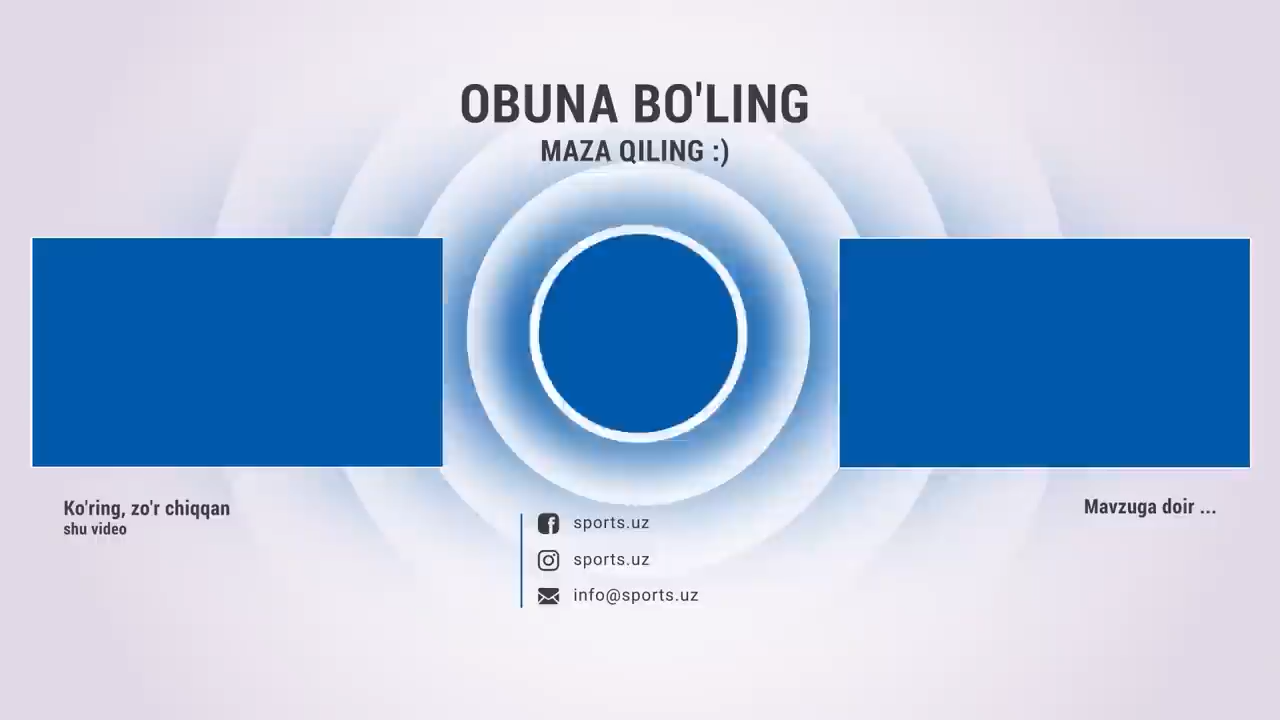 OBUNA BO'LING
MAZA QILING :)
Ko'ring, zo'r chiqqan
shu video
Mavzuga doir ...
sports.uz
sports.uz
info@sports.uz